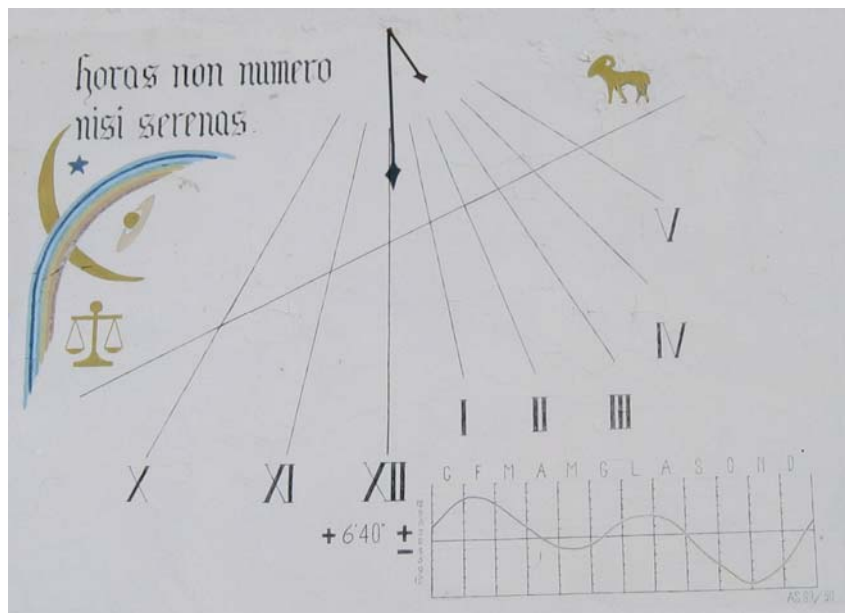 horas non numero
nisi serenas.
V
IV
I II III
X XI XII
G F M A M G L A S O N D
+ 6'40" ±